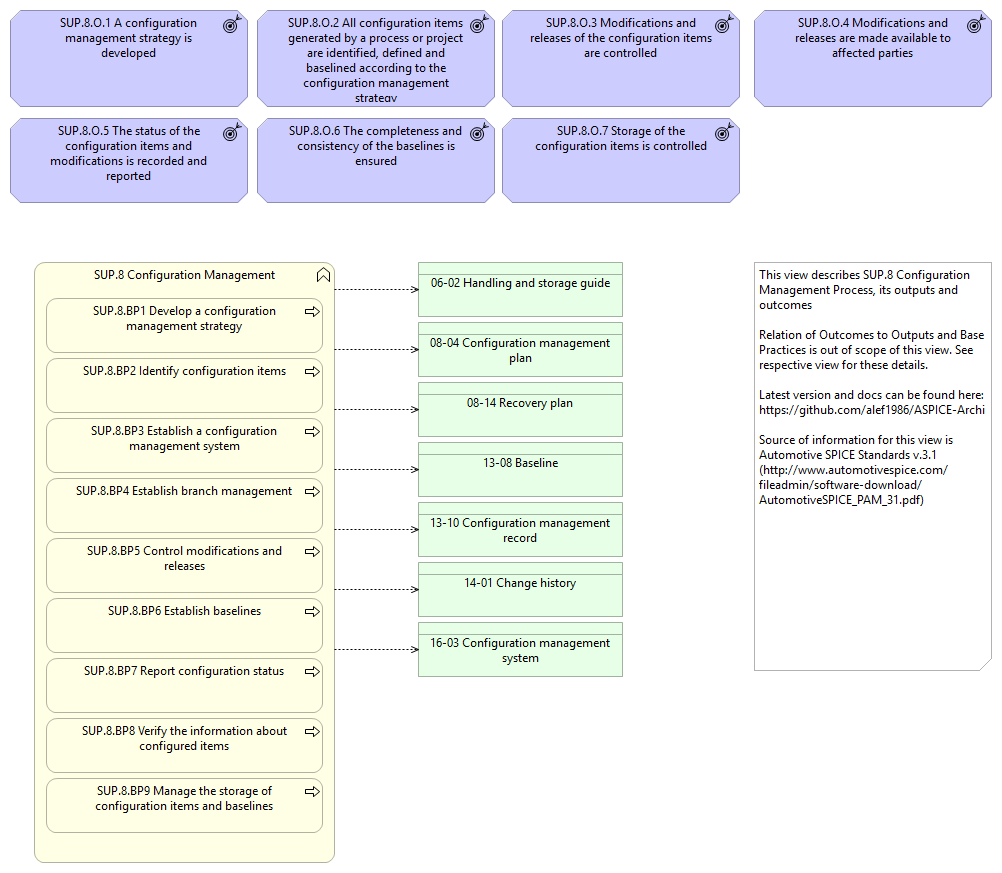 SUP.8.O.1 A configuration
management strategy is
developed
SUP.8.O.2 All configuration items
generated by a process or project
are identified, defined and
baselined according to the
configuration management
strategy
SUP.8.O.3 Modifications and
releases of the configuration items
are controlled
SUP.8.O.4 Modifications and
releases are made available to
affected parties
SUP.8.O.5 The status of the
configuration items and
modifications is recorded and
reported
SUP.8.O.6 The completeness and
consistency of the baselines is
ensured
SUP.8.O.7 Storage of the
configuration items is controlled
SUP.8 Configuration Management
SUP.8.BP1 Develop a configuration
management strategy
SUP.8.BP2 Identify configuration items
SUP.8.BP3 Establish a configuration
management system
SUP.8.BP4 Establish branch management
SUP.8.BP5 Control modifications and
releases
SUP.8.BP6 Establish baselines
SUP.8.BP7 Report configuration status
SUP.8.BP8 Verify the information about
configured items
SUP.8.BP9 Manage the storage of
configuration items and baselines
06-02 Handling and storage guide
08-04 Configuration management
plan
08-14 Recovery plan
13-08 Baseline
13-10 Configuration management
record
14-01 Change history
16-03 Configuration management
system
This view describes SUP.8 Configuration
Management Process, its outputs and
outcomes
Relation of Outcomes to Outputs and Base
Practices is out of scope of this view. See
respective view for these details.
Latest version and docs can be found here:
https://github.com/alef1986/ASPICE-Archi
Source of information for this view is
Automotive SPICE Standards v.3.1
(http://www.automotivespice.com/
fileadmin/software-download/
AutomotiveSPICE_PAM_31.pdf)